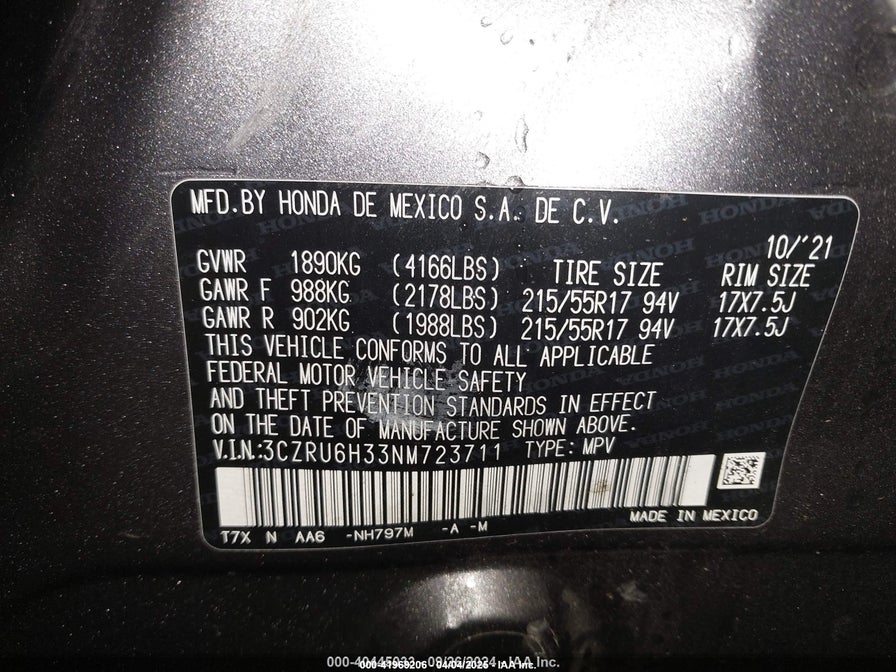 MFD.BY HONDA DE MEXICO S.A. DE C.V.
10/'21
GVWR 1890KG (4166LBS) TIRE SIZE RIM SIZE
GAWR F 988KG (2178LBS) 215/55R17 94V 17X7.5J
GAWR R 902KG (1988LBS) 215/55R17 94V 17X7.5J
THIS VEHICLE CONFORMS TO ALL APPLICABLE
FEDERAL MOTOR VEHICLE SAFETY
AND THEFT PREVENTION STANDARDS IN EFFECT
ON THE DATE OF MANUFACTURE SHOWN ABOVE.
V.I.N:3CZRU6H33NM723711 TYPE: MPV
MADE IN MEXICO
T7X N AA6 -NH797M -A -M
IAA Inc.